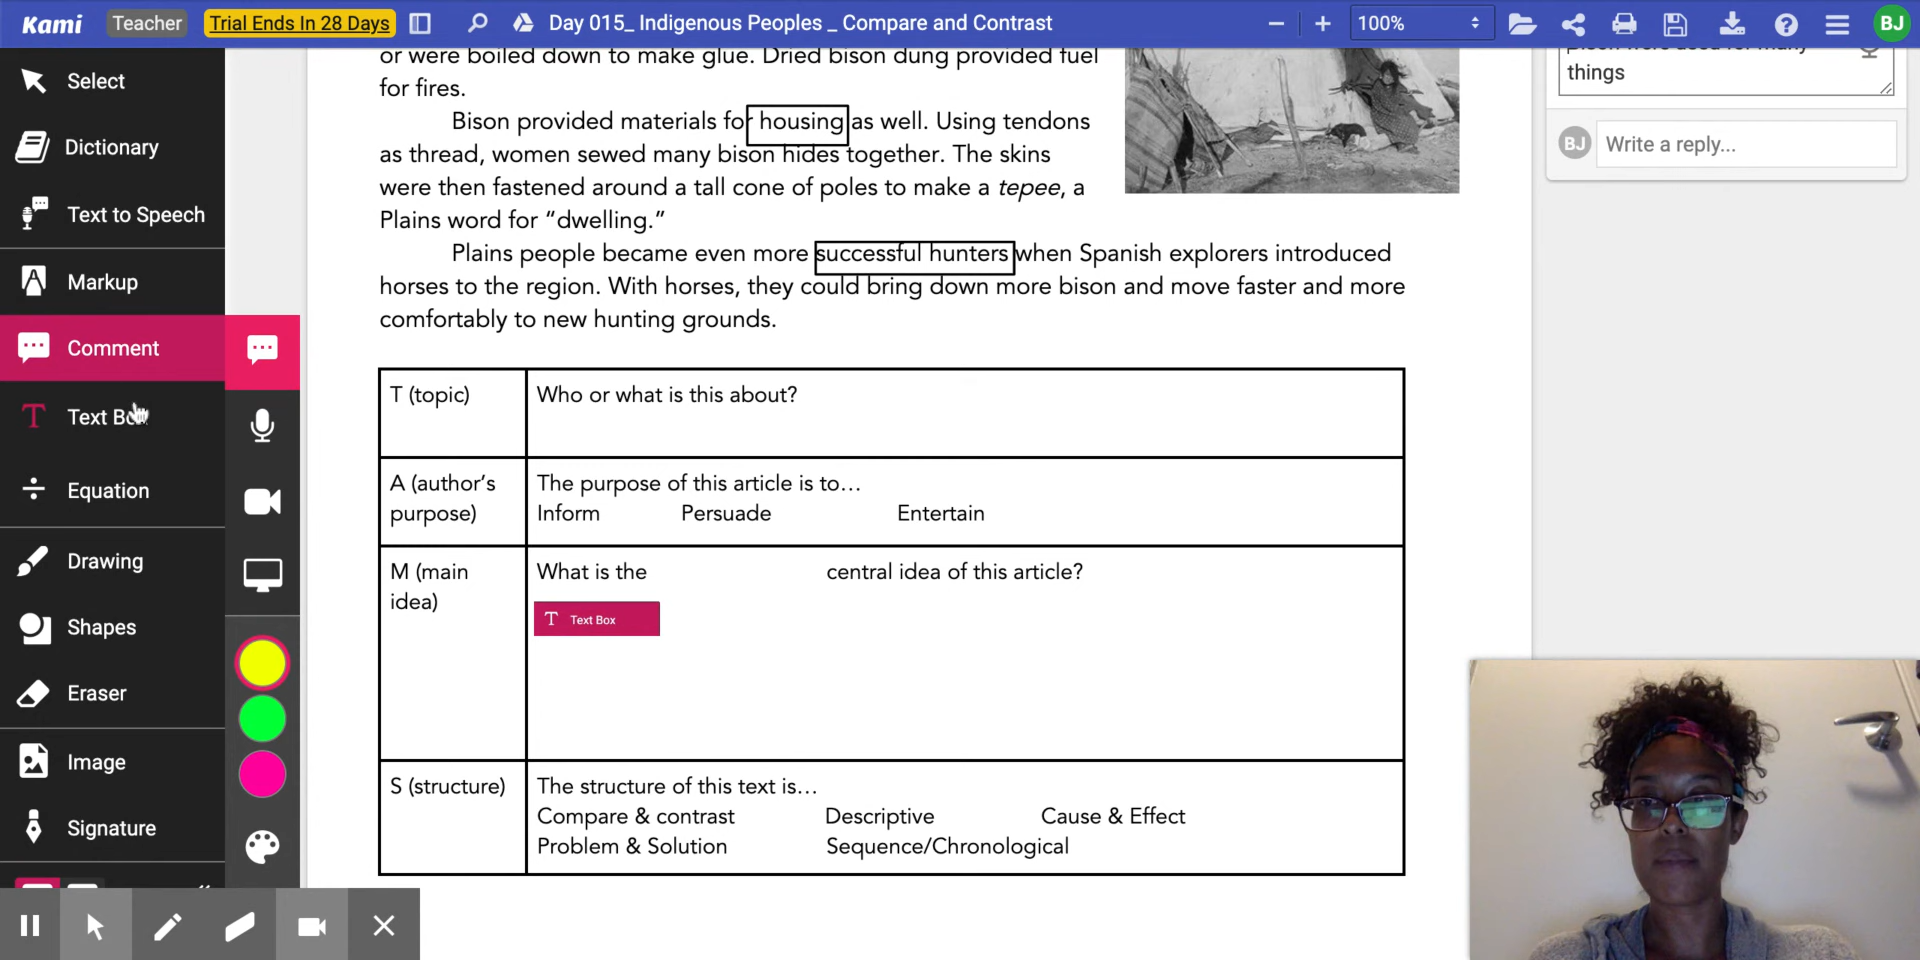 Kami Teacher Trial Ends In 28 Days Day 015_ Indigenous Peoples _ Compare and Contrast 100% BJ
Select
Dictionary
Text to Speech
Markup
Comment
Text Box
Equation
Drawing
Shapes
Eraser
Image
Signature
or were boiled down to make glue. Dried bison dung provided fuel
for fires.
Bison provided materials for housing as well. Using tendons
as thread, women sewed many bison hides together. The skins
were then fastened around a tall cone of poles to make a tepee, a
Plains word for “dwelling.”
Plains people became even more successful hunters when Spanish explorers introduced
horses to the region. With horses, they could bring down more bison and move faster and more
comfortably to new hunting grounds.
T (topic)
Who or what is this about?
A (author’s
purpose)
The purpose of this article is to…
Inform Persuade Entertain
M (main
idea)
What is the central idea of this article?
T Text Box
S (structure)
The structure of this text is…
Compare & contrast Descriptive Cause & Effect
Problem & Solution Sequence/Chronological
Bison were used for many
things
BJ Write a reply...